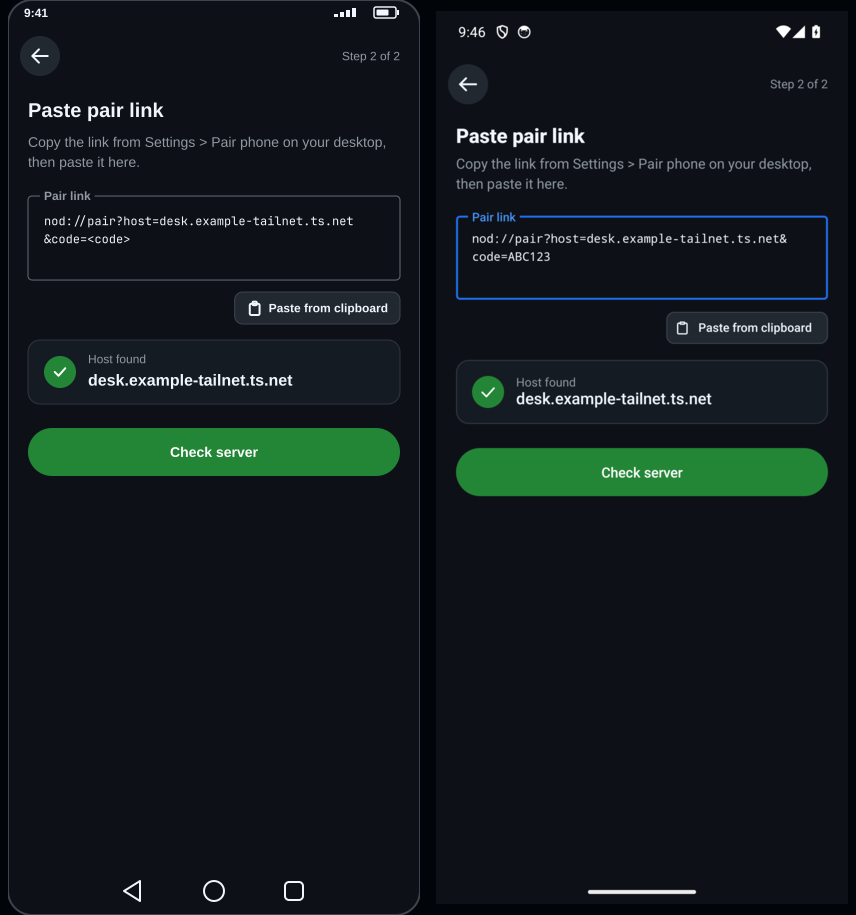 9:41
Step 2 of 2
Paste pair link
Copy the link from Settings > Pair phone on your desktop,
then paste it here.
Pair link
nod://pair?host=desk.example-tailnet.ts.net
&code=<code>
Paste from clipboard
Host found
desk.example-tailnet.ts.net
Check server
9:46
Step 2 of 2
Paste pair link
Copy the link from Settings > Pair phone on your desktop,
then paste it here.
Pair link
nod://pair?host=desk.example-tailnet.ts.net&
code=ABC123
Paste from clipboard
Host found
desk.example-tailnet.ts.net
Check server